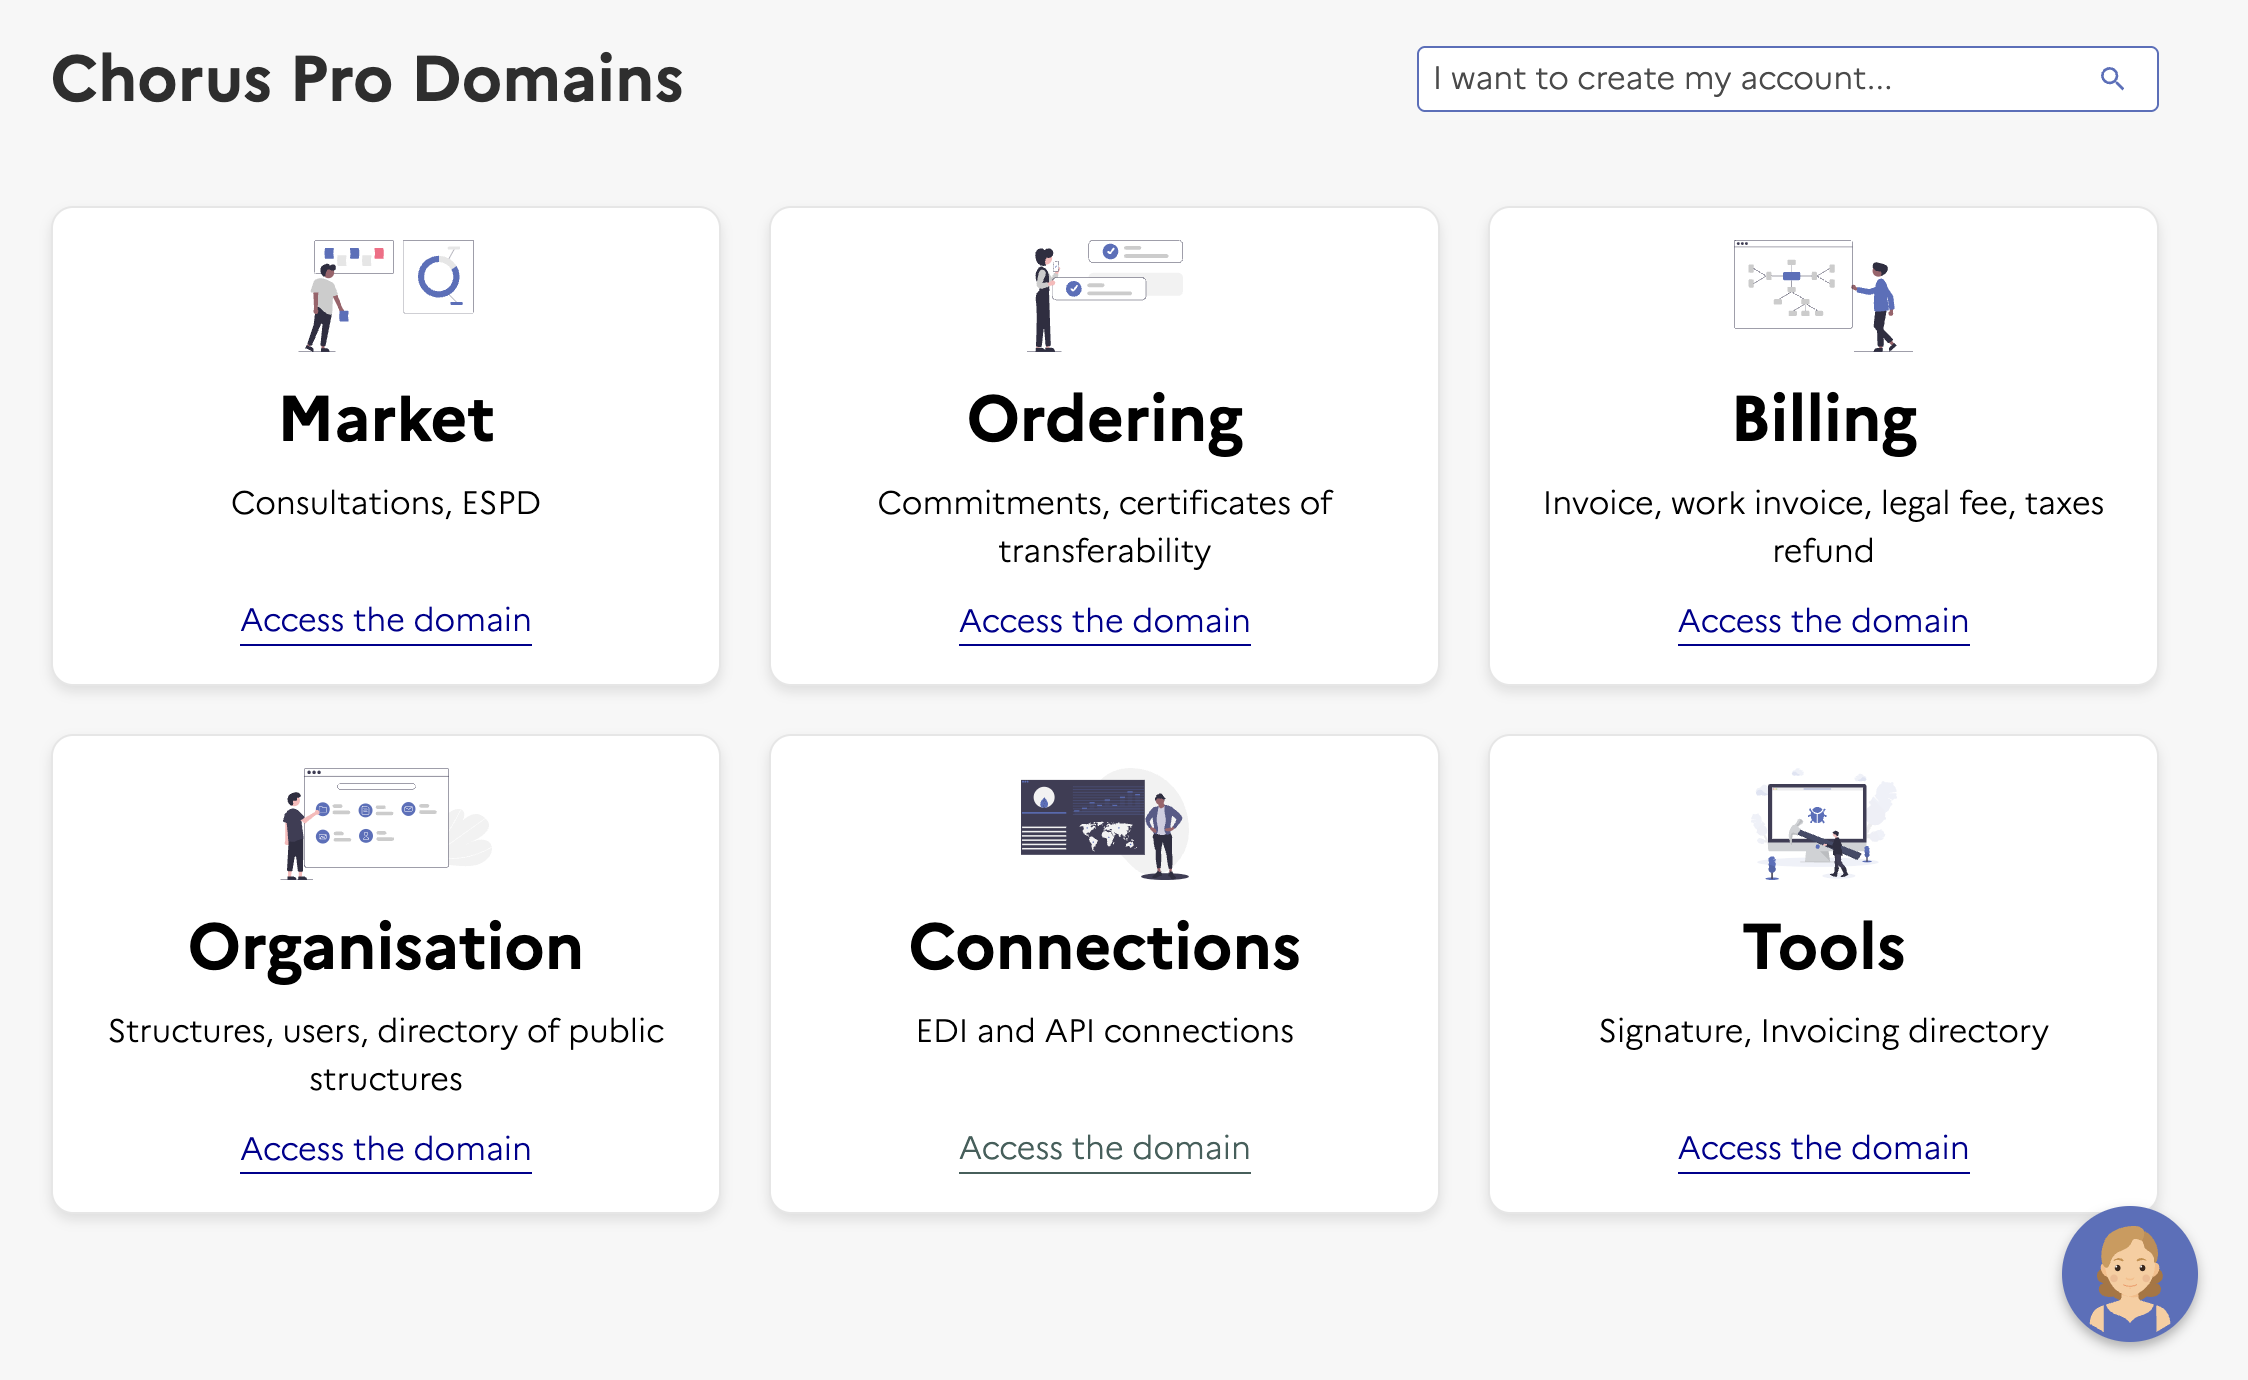 Chorus Pro Domains
I want to create my account...
Market
Consultations, ESPD
Access the domain
Ordering
Commitments, certificates of
transferability
Access the domain
Billing
Invoice, work invoice, legal fee, taxes
refund
Access the domain
Organisation
Structures, users, directory of public
structures
Access the domain
Connections
EDI and API connections
Access the domain
Tools
Signature, Invoicing directory
Access the domain